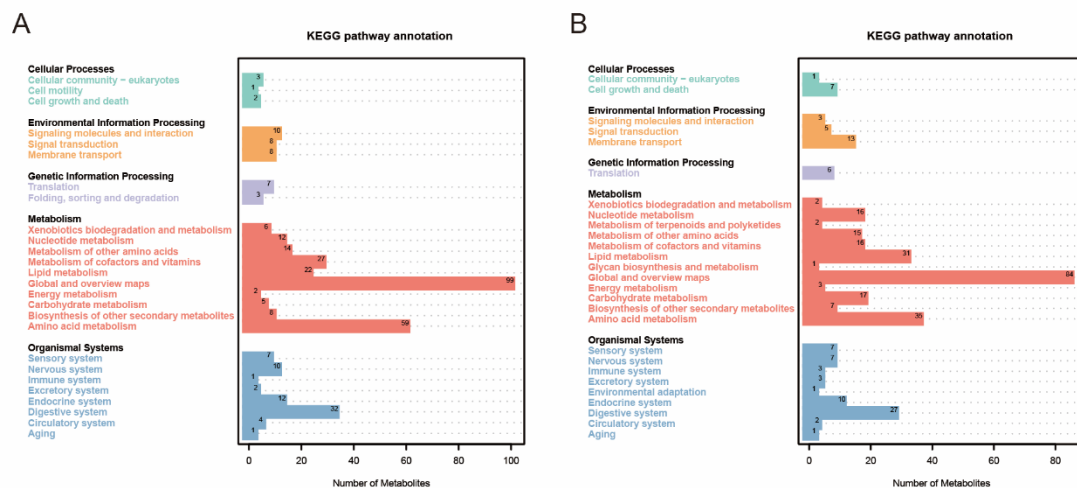 A
KEGG pathway annotation
Cellular Processes
Cellular community − eukaryotes 3
Cell motility 1
Cell growth and death 2
Environmental Information Processing
Signaling molecules and interaction 10
Signal transduction 8
Membrane transport 8
Genetic Information Processing
Translation 7
Folding, sorting and degradation 3
Metabolism
Xenobiotics biodegradation and metabolism 6
Nucleotide metabolism 12
Metabolism of other amino acids 14
Metabolism of cofactors and vitamins 27
Lipid metabolism 22
Global and overview maps 99
Energy metabolism 2
Carbohydrate metabolism 5
Biosynthesis of other secondary metabolites 8
Amino acid metabolism 59
Organismal Systems
Sensory system 7
Nervous system 10
Immune system 1
Excretory system 2
Endocrine system 12
Digestive system 32
Circulatory system 4
Aging 1
0 20 40 60 80 100
Number of Metabolites
B
KEGG pathway annotation
Cellular Processes
Cellular community − eukaryotes 1
Cell growth and death 7
Environmental Information Processing
Signaling molecules and interaction 3
Signal transduction 5
Membrane transport 13
Genetic Information Processing
Translation 6
Metabolism
Xenobiotics biodegradation and metabolism 2
Nucleotide metabolism 16
Metabolism of terpenoids and polyketides 2
Metabolism of other amino acids 15
Metabolism of cofactors and vitamins 16
Lipid metabolism 31
Glycan biosynthesis and metabolism 1
Global and overview maps 84
Energy metabolism 3
Carbohydrate metabolism 17
Biosynthesis of other secondary metabolites 7
Amino acid metabolism 35
Organismal Systems
Sensory system 7
Nervous system 7
Immune system 3
Excretory system 3
Environmental adaptation 1
Endocrine system 10
Digestive system 27
Circulatory system 2
Aging 1
0 20 40 60 80
Number of Metabolites